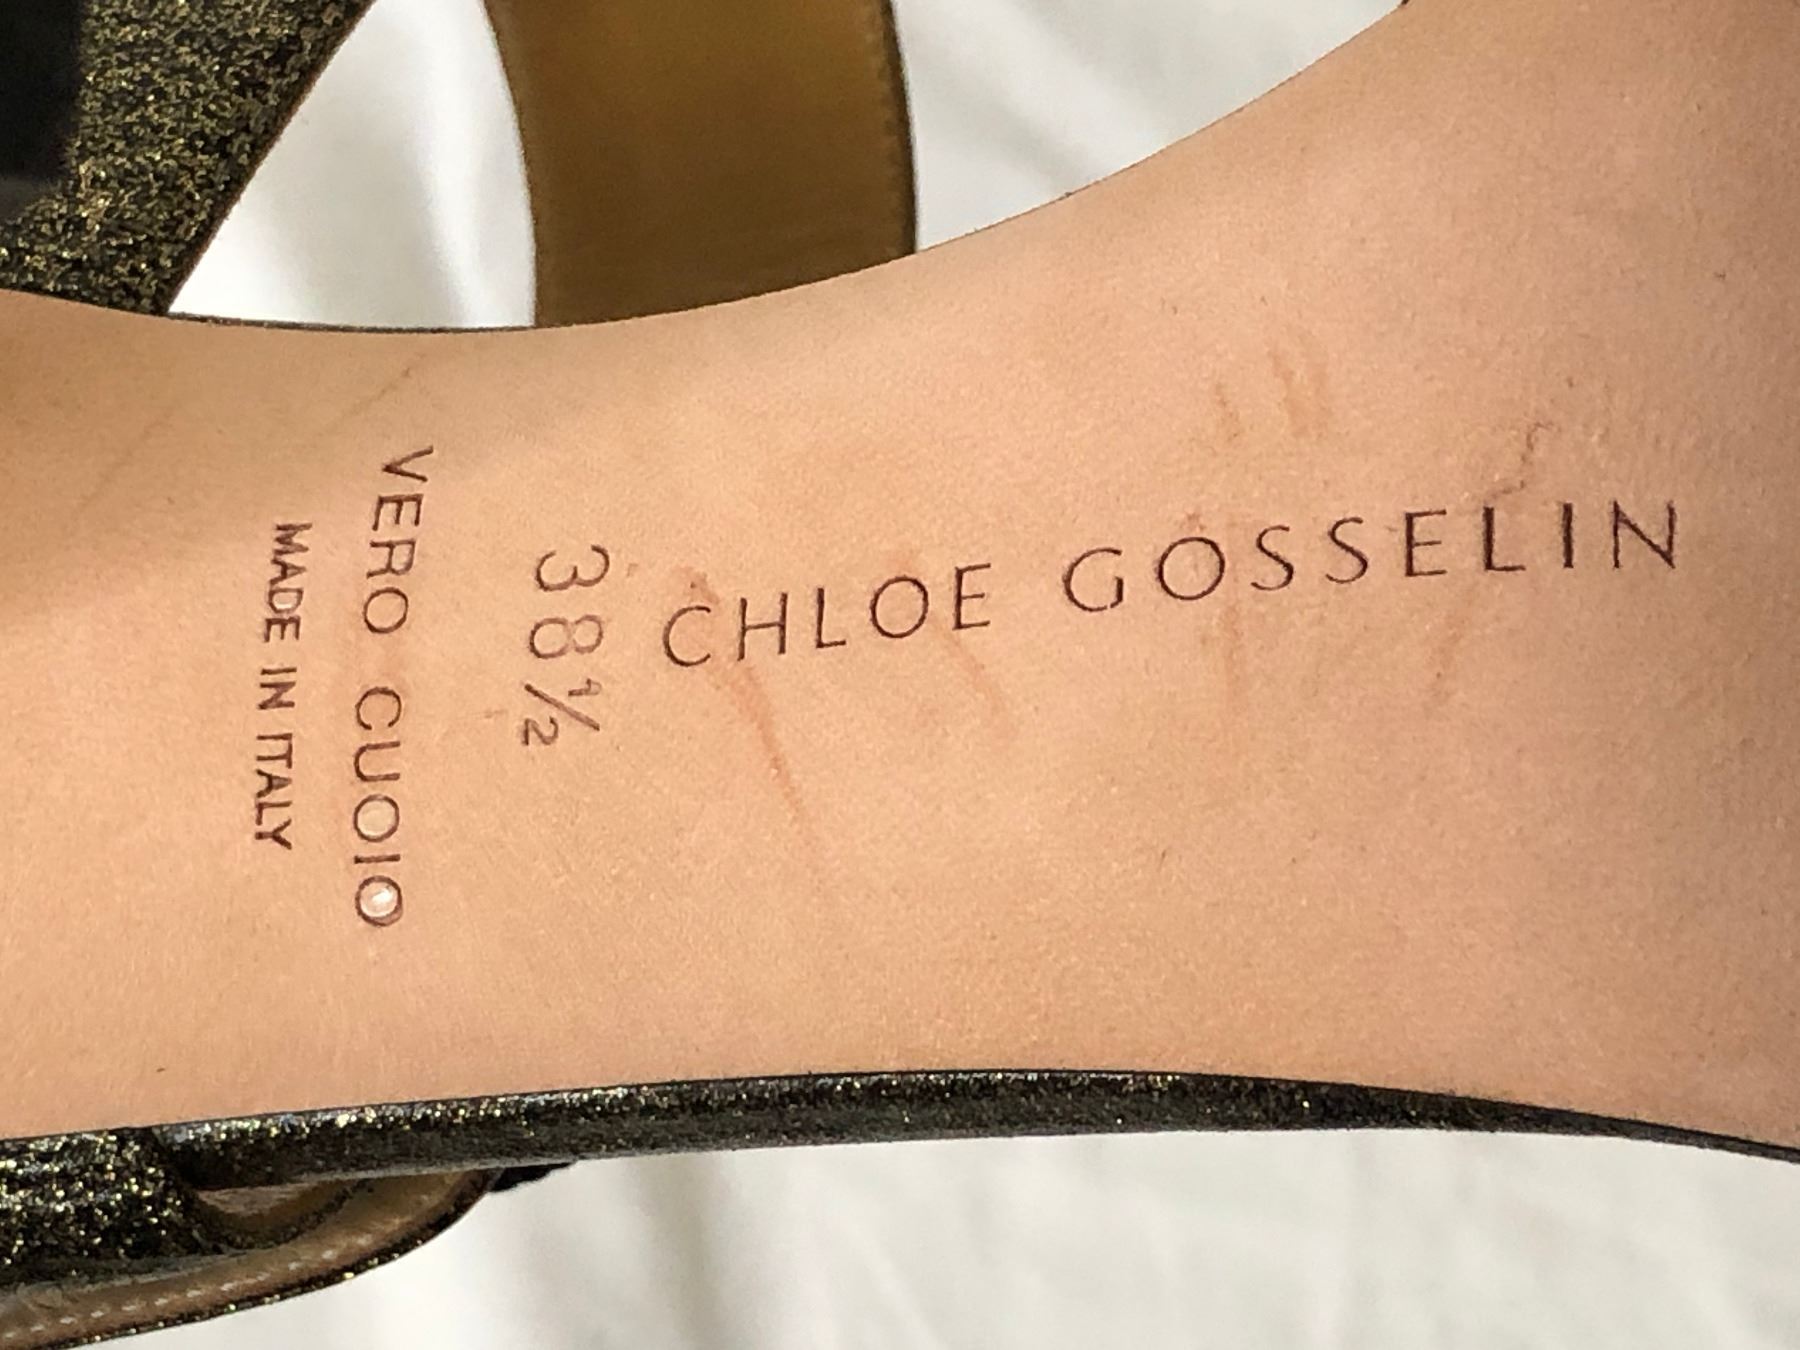 CHLOE GOSSELIN
38½
VERO CUOIO
MADE IN ITALY